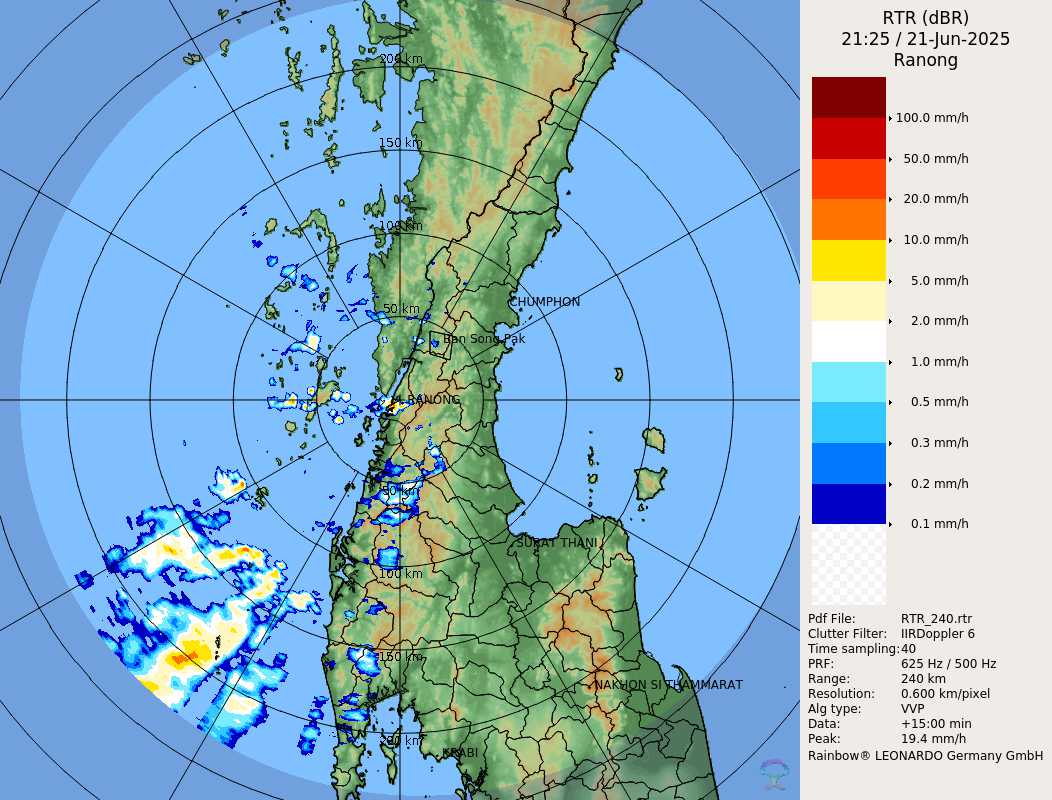 RTR (dBR)
21:25 / 21-Jun-2025
Ranong
100.0 mm/h
50.0 mm/h
20.0 mm/h
10.0 mm/h
5.0 mm/h
2.0 mm/h
1.0 mm/h
0.5 mm/h
0.3 mm/h
0.2 mm/h
0.1 mm/h
Pdf File: RTR_240.rtr
Clutter Filter: IIRDoppler 6
Time sampling:40
PRF: 625 Hz / 500 Hz
Range: 240 km
Resolution: 0.600 km/pixel
Alg type: VVP
Data: +15:00 min
Peak: 19.4 mm/h
Rainbow® LEONARDO Germany GmbH
200 km
150 km
100 km
50 km
CHUMPHON
Ban Song Pak
RANONG
50 km
SURAT THANI
100 km
150 km
NAKHON SI THAMMARAT
200 km
KRABI